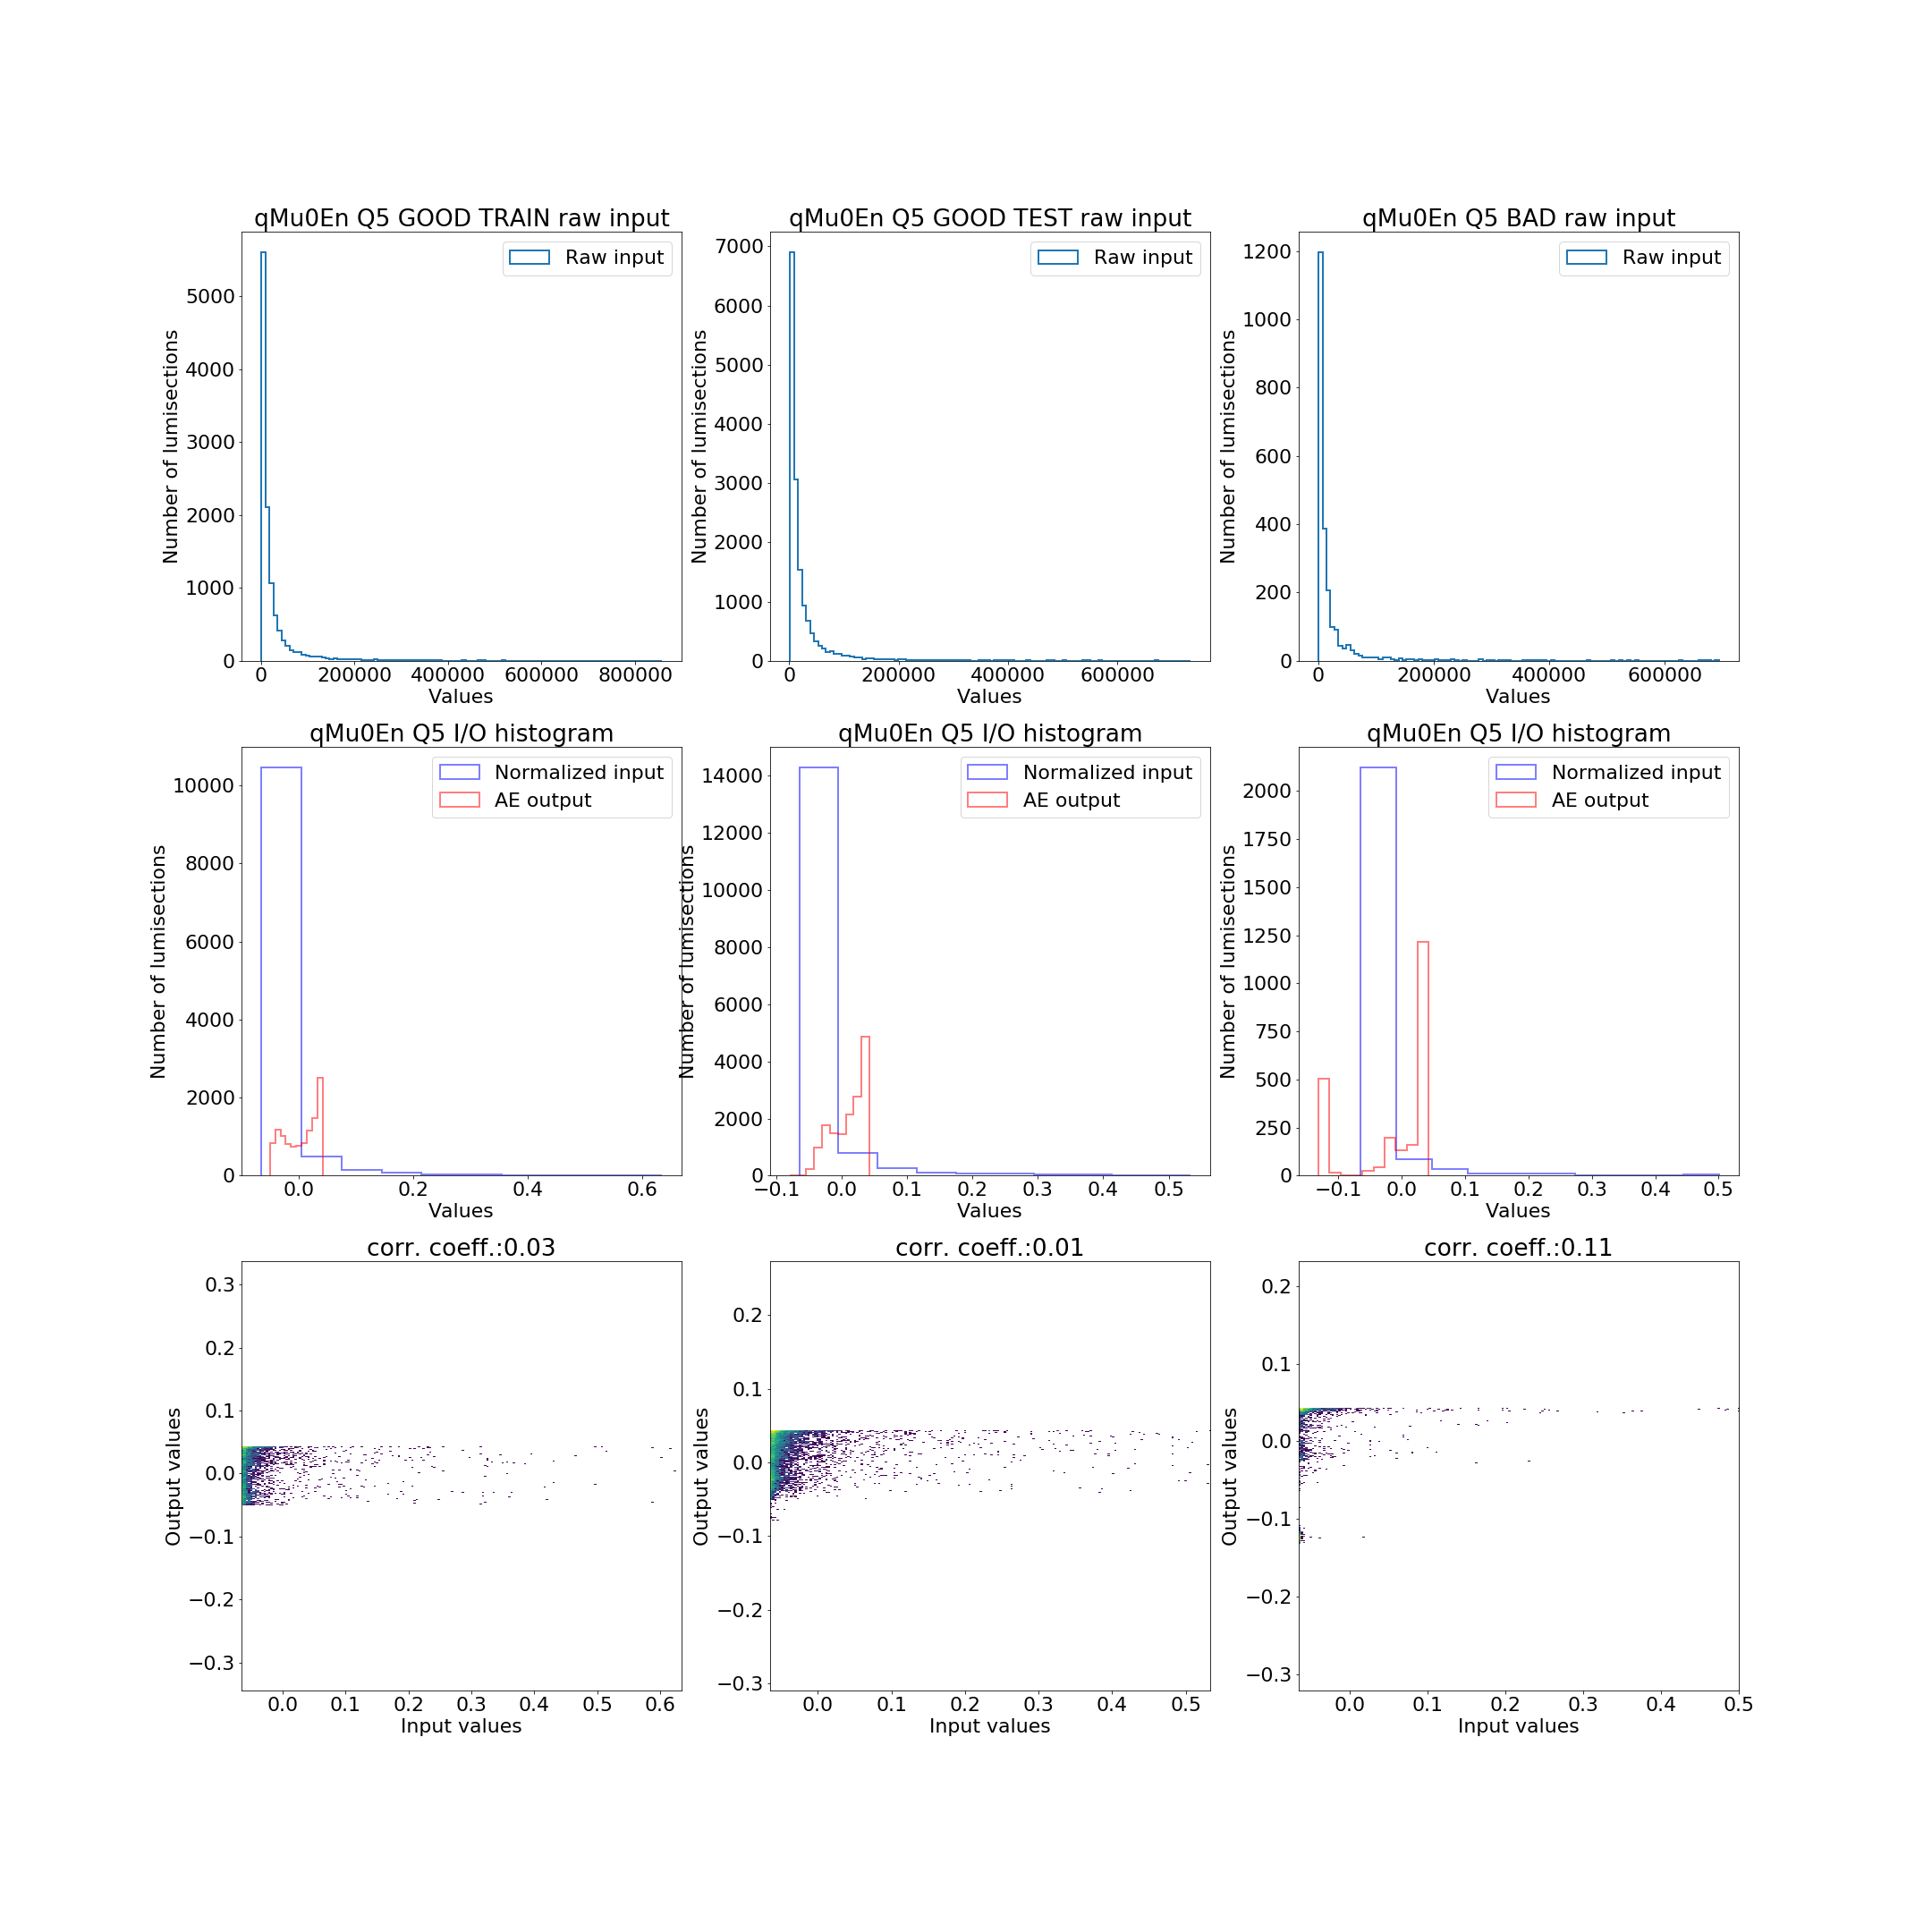 qMu0En Q5 GOOD TRAIN raw input
Raw input
Number of lumisections
5000
4000
3000
2000
1000
0
0 200000 400000 600000 800000
Values
qMu0En Q5 GOOD TEST raw input
Raw input
Number of lumisections
7000
6000
5000
4000
3000
2000
1000
0
0 200000 400000 600000
Values
qMu0En Q5 BAD raw input
Raw input
Number of lumisections
1200
1000
800
600
400
200
0
0 200000 400000 600000
Values
qMu0En Q5 I/O histogram
Normalized input
AE output
Number of lumisections
10000
8000
6000
4000
2000
0
0.0 0.2 0.4 0.6
Values
qMu0En Q5 I/O histogram
Normalized input
AE output
Number of lumisections
14000
12000
10000
8000
6000
4000
2000
0
−0.1 0.0 0.1 0.2 0.3 0.4 0.5
Values
qMu0En Q5 I/O histogram
Normalized input
AE output
Number of lumisections
2000
1750
1500
1250
1000
750
500
250
0
−0.1 0.0 0.1 0.2 0.3 0.4 0.5
Values
corr. coeff.:0.03
Output values
0.3
0.2
0.1
0.0
−0.1
−0.2
−0.3
0.0 0.1 0.2 0.3 0.4 0.5 0.6
Input values
corr. coeff.:0.01
Output values
0.2
0.1
0.0
−0.1
−0.2
−0.3
0.0 0.1 0.2 0.3 0.4 0.5
Input values
corr. coeff.:0.11
Output values
0.2
0.1
0.0
−0.1
−0.2
−0.3
0.0 0.1 0.2 0.3 0.4 0.5
Input values